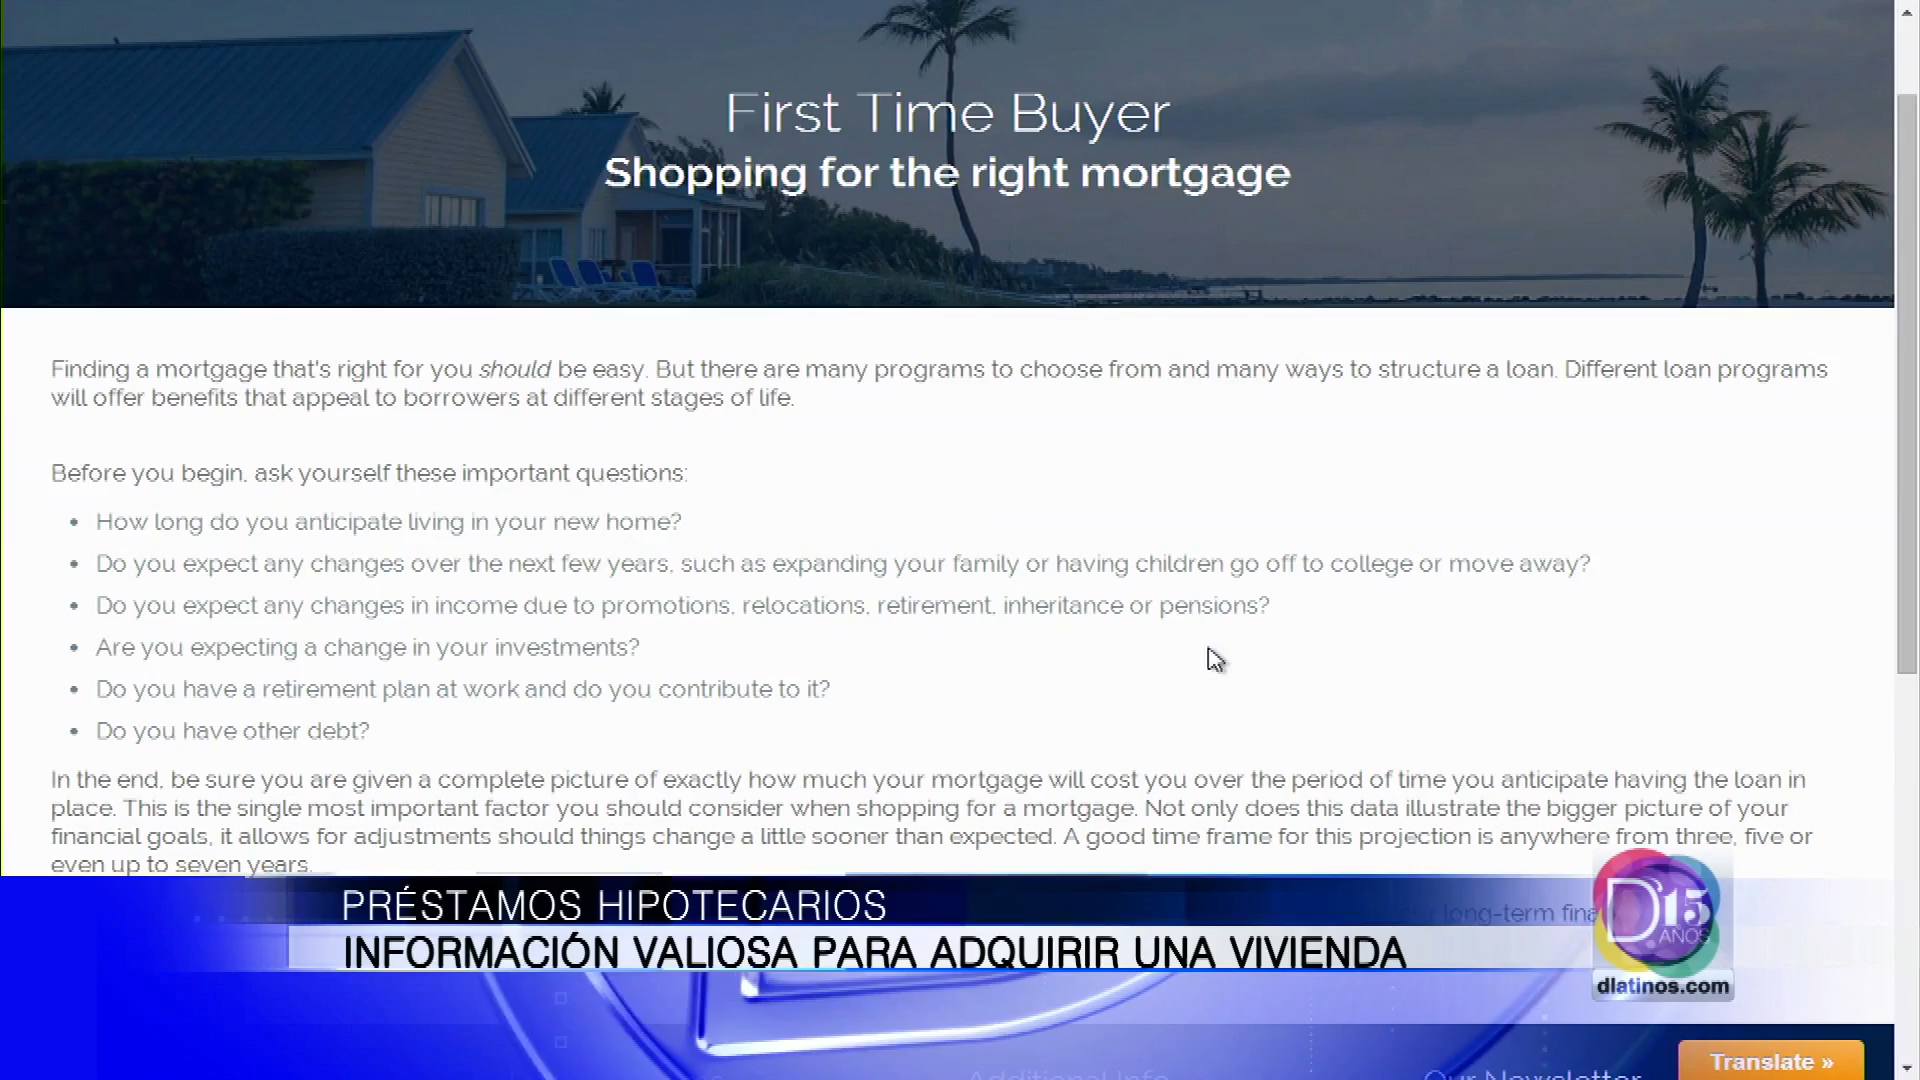 First Time Buyer
Shopping for the right mortgage
Finding a mortgage that's right for you should be easy. But there are many programs to choose from and many ways to structure a loan. Different loan programs
will offer benefits that appeal to borrowers at different stages of life.
Before you begin, ask yourself these important questions:
• How long do you anticipate living in your new home?
• Do you expect any changes over the next few years, such as expanding your family or having children go off to college or move away?
• Do you expect any changes in income due to promotions, relocations, retirement, inheritance or pensions?
• Are you expecting a change in your investments?
• Do you have a retirement plan at work and do you contribute to it?
• Do you have other debt?
In the end, be sure you are given a complete picture of exactly how much your mortgage will cost you over the period of time you anticipate having the loan in
place. This is the single most important factor you should consider when shopping for a mortgage. Not only does this data illustrate the bigger picture of your
financial goals, it allows for adjustments should things change a little sooner than expected. A good time frame for this projection is anywhere from three, five or
even up to seven years.
PRÉSTAMOS HIPOTECARIOS
long-term
INFORMACIÓN VALIOSA PARA ADQUIRIR UNA VIVIENDA
D 15
AÑOS
dlatinos.com
Translate »
Additional Info
Our Newsletter